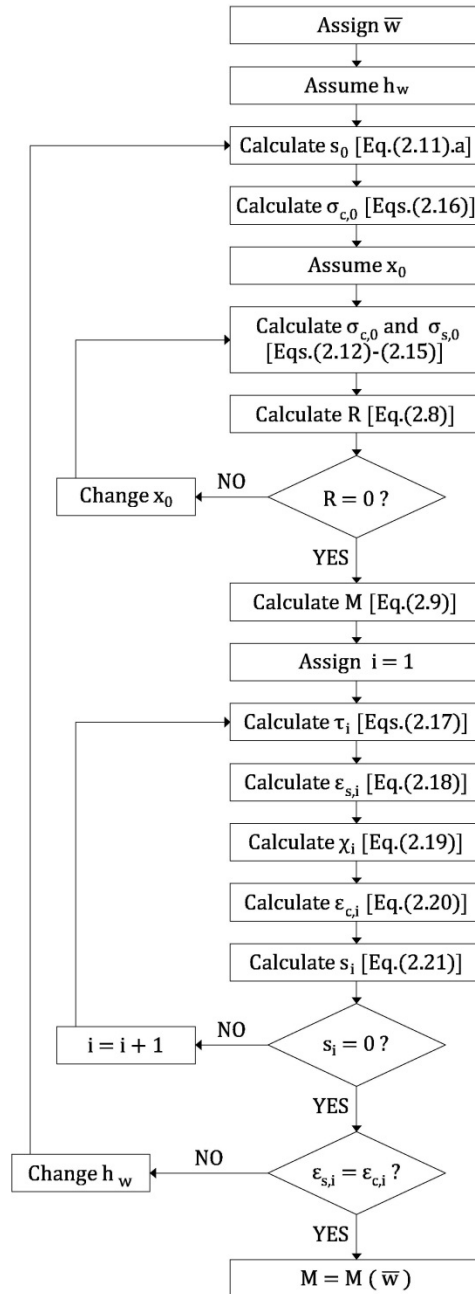 Assign w̅
Assume h_w
Calculate s₀ [Eq.(2.11).a]
Calculate σ_c,0 [Eqs.(2.16)]
Assume x₀
Calculate σ_c,0 and σ_s,0
[Eqs.(2.12)-(2.15)]
Calculate R [Eq.(2.8)]
Change x₀
NO
R = 0 ?
YES
Calculate M [Eq.(2.9)]
Assign i = 1
Calculate τ_i [Eqs.(2.17)]
Calculate ε_s,i [Eq.(2.18)]
Calculate χ_i [Eq.(2.19)]
Calculate ε_c,i [Eq.(2.20)]
Calculate s_i [Eq.(2.21)]
i = i + 1
NO
s_i = 0 ?
YES
Change h_w
NO
ε_s,i = ε_c,i ?
YES
M = M ( w̅ )